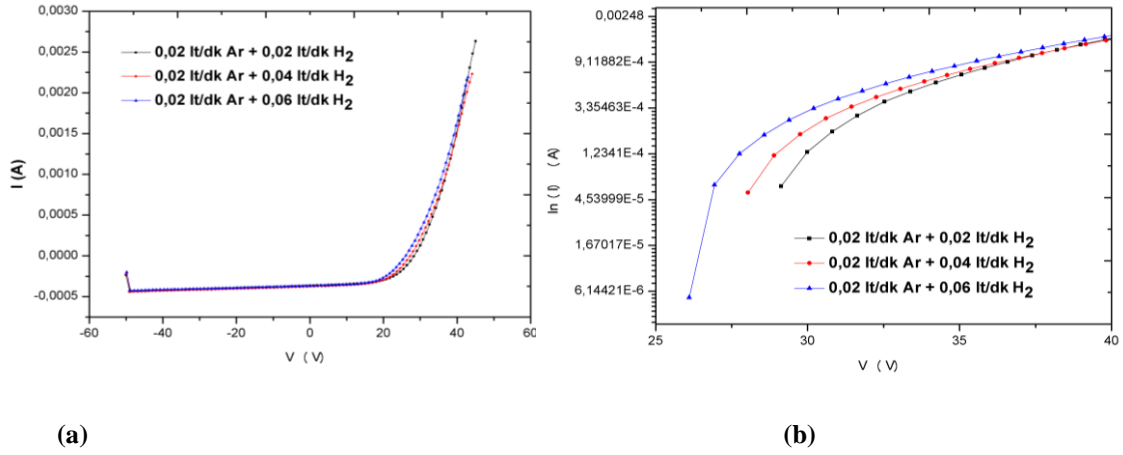 0,0030
0,0025
0,0020
0,0015
0,0010
0,0005
0,0000
-0,0005
I (A)
0,02 lt/dk Ar + 0,02 lt/dk H2
0,02 lt/dk Ar + 0,04 lt/dk H2
0,02 lt/dk Ar + 0,06 lt/dk H2
-60 -40 -20 0 20 40 60
V (V)
(a)
0,00248
9,11882E-4
3,35463E-4
1,2341E-4
4,53999E-5
1,67017E-5
6,14421E-6
ln (I) (A)
0,02 lt/dk Ar + 0,02 lt/dk H2
0,02 lt/dk Ar + 0,04 lt/dk H2
0,02 lt/dk Ar + 0,06 lt/dk H2
25 30 35 40
V (V)
(b)